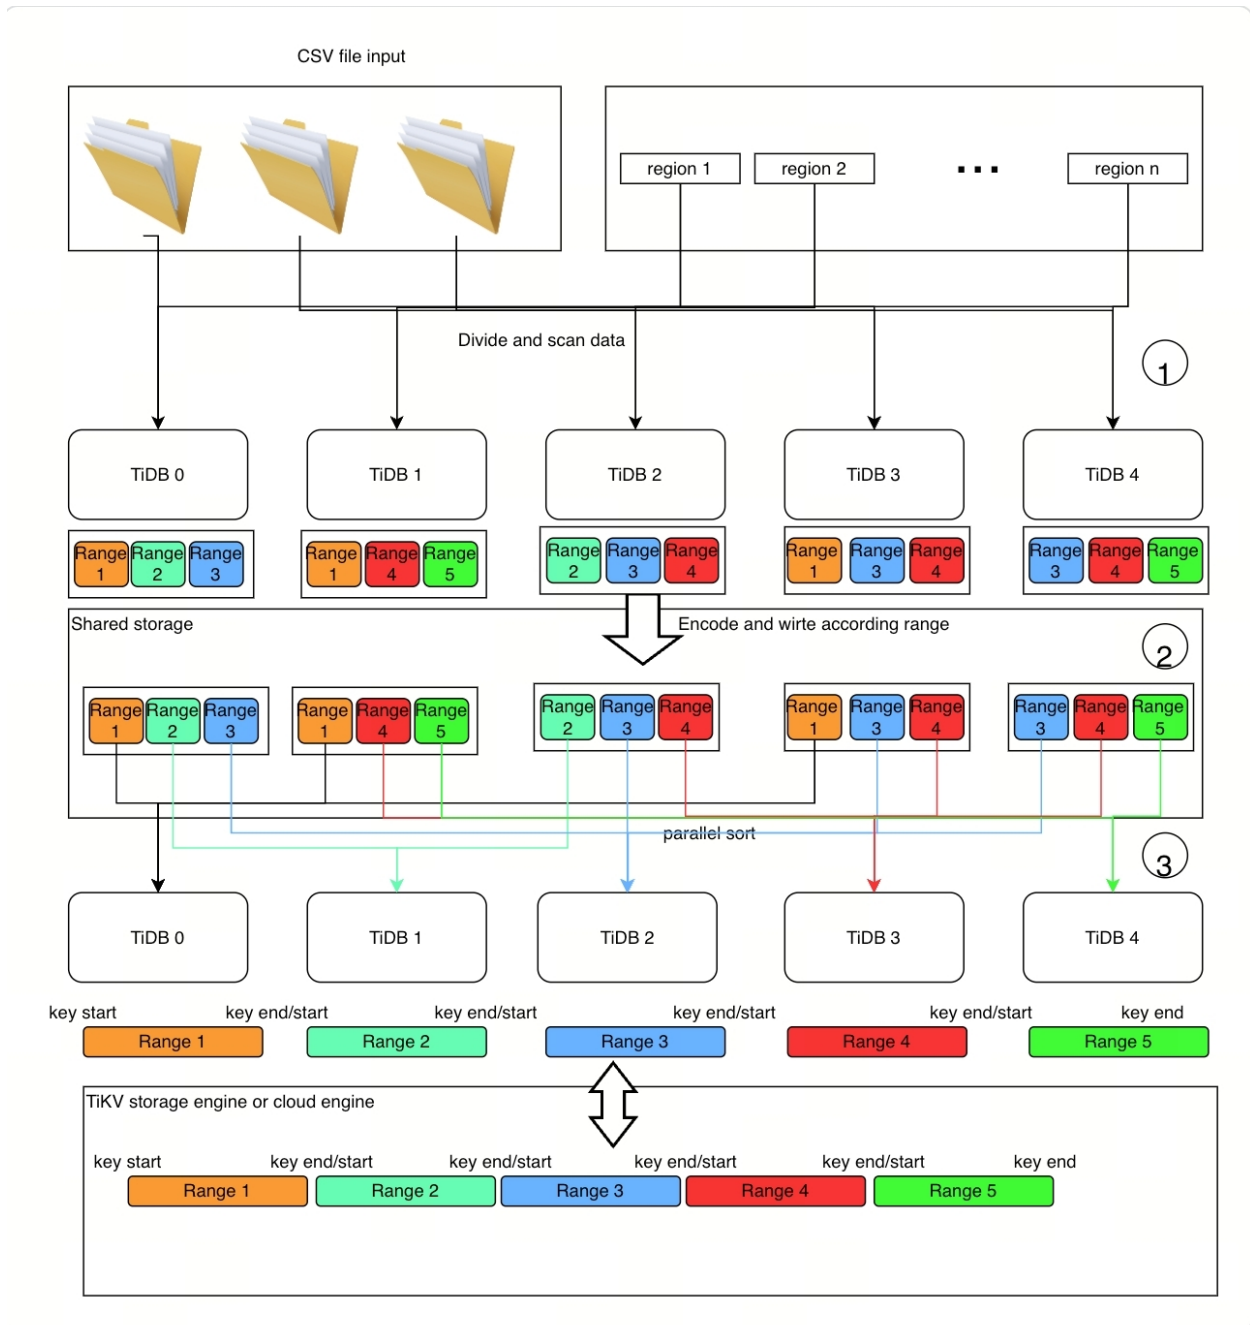 CSV file input
region 1
region 2
...
region n
Divide and scan data
1
TiDB 0
TiDB 1
TiDB 2
TiDB 3
TiDB 4
Range
1
Range
2
Range
3
Range
1
Range
4
Range
5
Range
2
Range
3
Range
4
Range
1
Range
3
Range
4
Range
3
Range
4
Range
5
Shared storage
Encode and wirte according range
2
Range
1
Range
2
Range
3
Range
1
Range
4
Range
5
Range
2
Range
3
Range
4
Range
1
Range
3
Range
4
Range
3
Range
4
Range
5
parallel sort
3
TiDB 0
TiDB 1
TiDB 2
TiDB 3
TiDB 4
key start
key end/start
key end/start
key end/start
key end/start
key end
Range 1
Range 2
Range 3
Range 4
Range 5
TiKV storage engine or cloud engine
key start
key end/start
key end/start
key end/start
key end/start
key end
Range 1
Range 2
Range 3
Range 4
Range 5